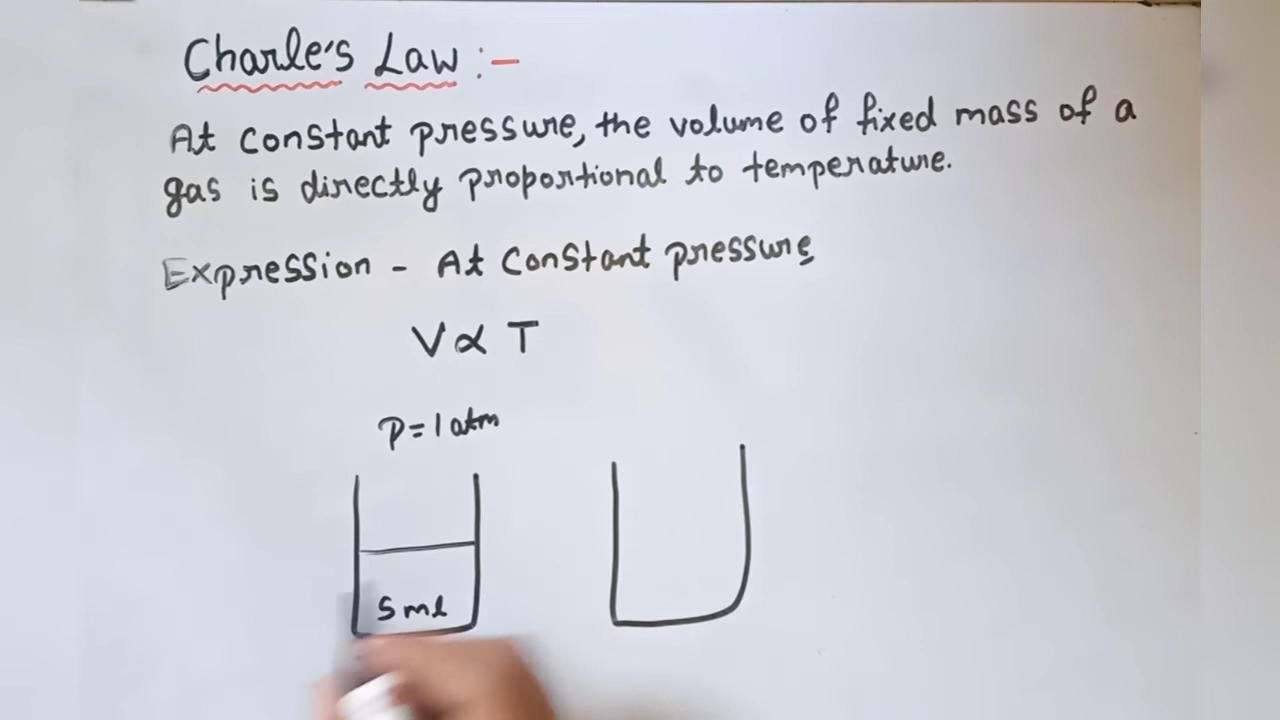 Charle's Law :-
At constant pressure, the volume of fixed mass of a
gas is directly proportional to temperature.
Expression - At constant pressure
V ∝ T
P = 1 atm
5 ml